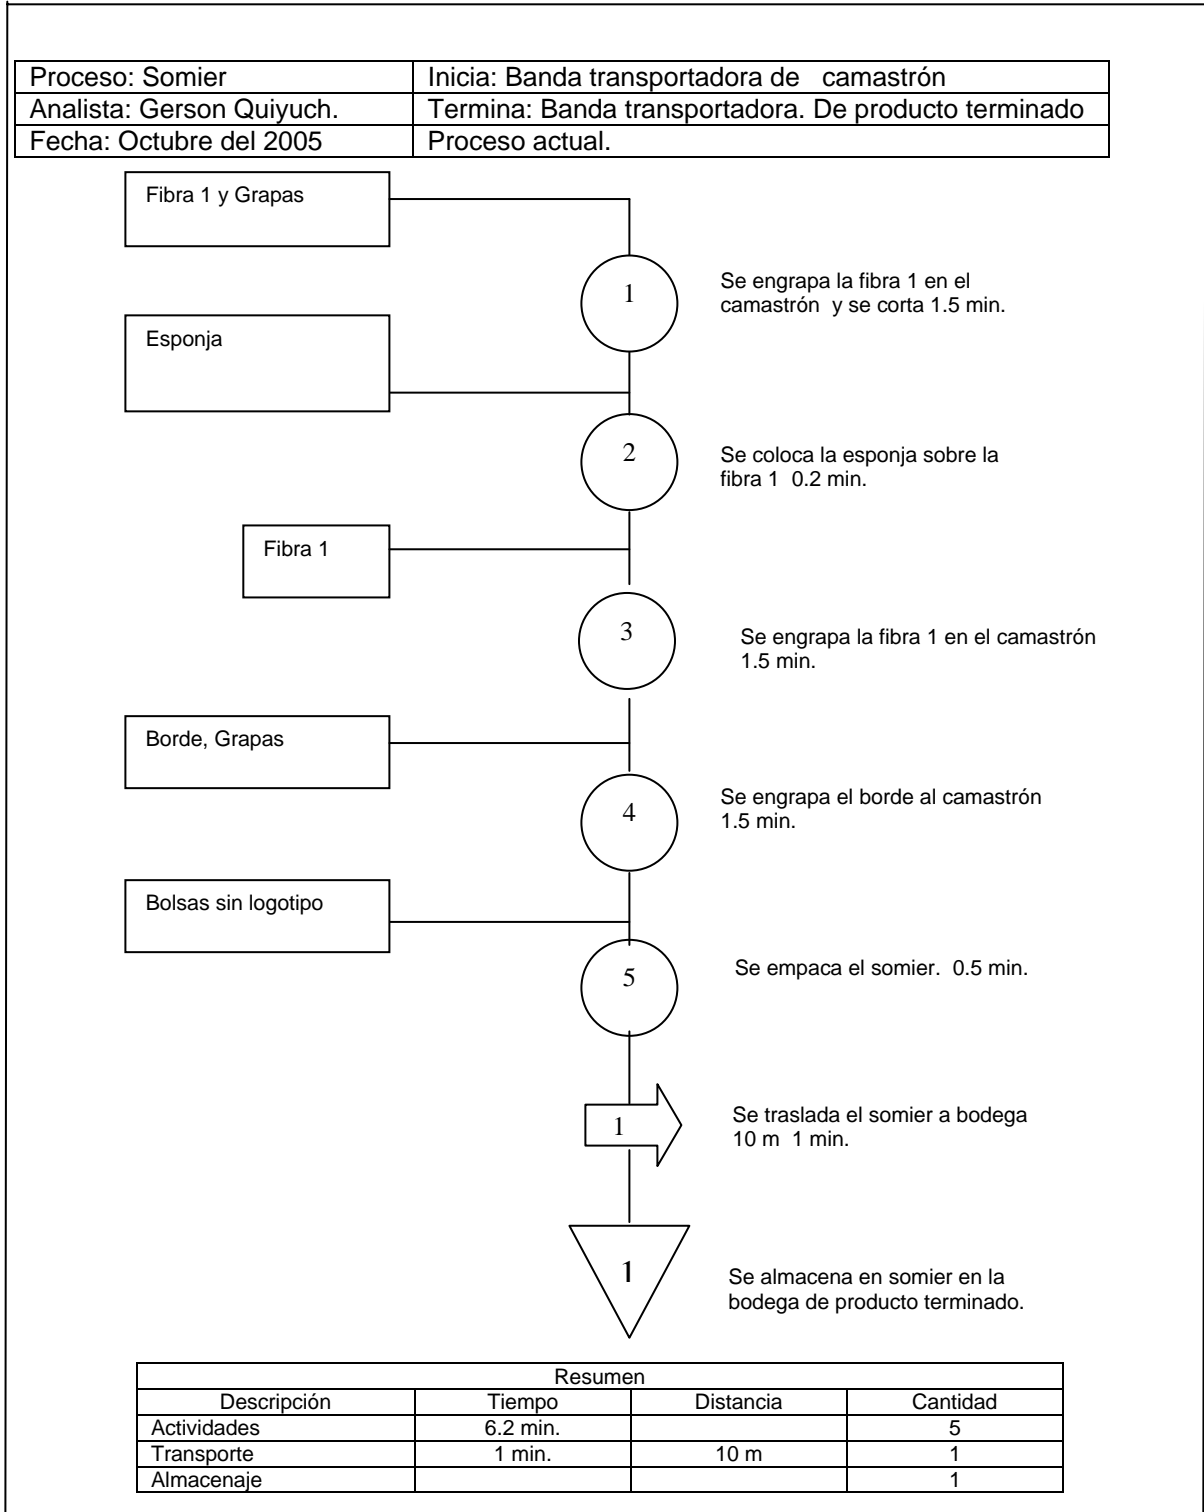 Proceso: Somier Inicia: Banda transportadora de camastrón
Analista: Gerson Quiyuch. Termina: Banda transportadora. De producto terminado
Fecha: Octubre del 2005 Proceso actual.
Fibra 1 y Grapas
1
Se engrapa la fibra 1 en el
camastrón y se corta 1.5 min.
Esponja
2
Se coloca la esponja sobre la
fibra 1 0.2 min.
Fibra 1
3
Se engrapa la fibra 1 en el camastrón
1.5 min.
Borde, Grapas
4
Se engrapa el borde al camastrón
1.5 min.
Bolsas sin logotipo
5
Se empaca el somier. 0.5 min.
1
Se traslada el somier a bodega
10 m 1 min.
1
Se almacena en somier en la
bodega de producto terminado.
Resumen
Descripción Tiempo Distancia Cantidad
Actividades 6.2 min. 5
Transporte 1 min. 10 m 1
Almacenaje 1